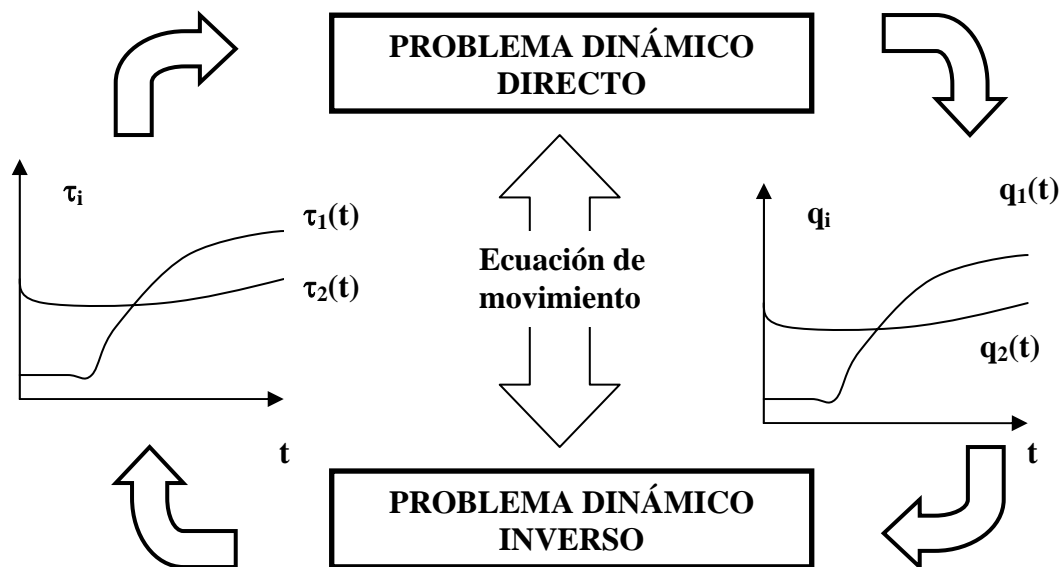 PROBLEMA DINÁMICO
DIRECTO
τi
τ1(t)
τ2(t)
t
Ecuación de
movimiento
qi
q1(t)
q2(t)
t
PROBLEMA DINÁMICO
INVERSO